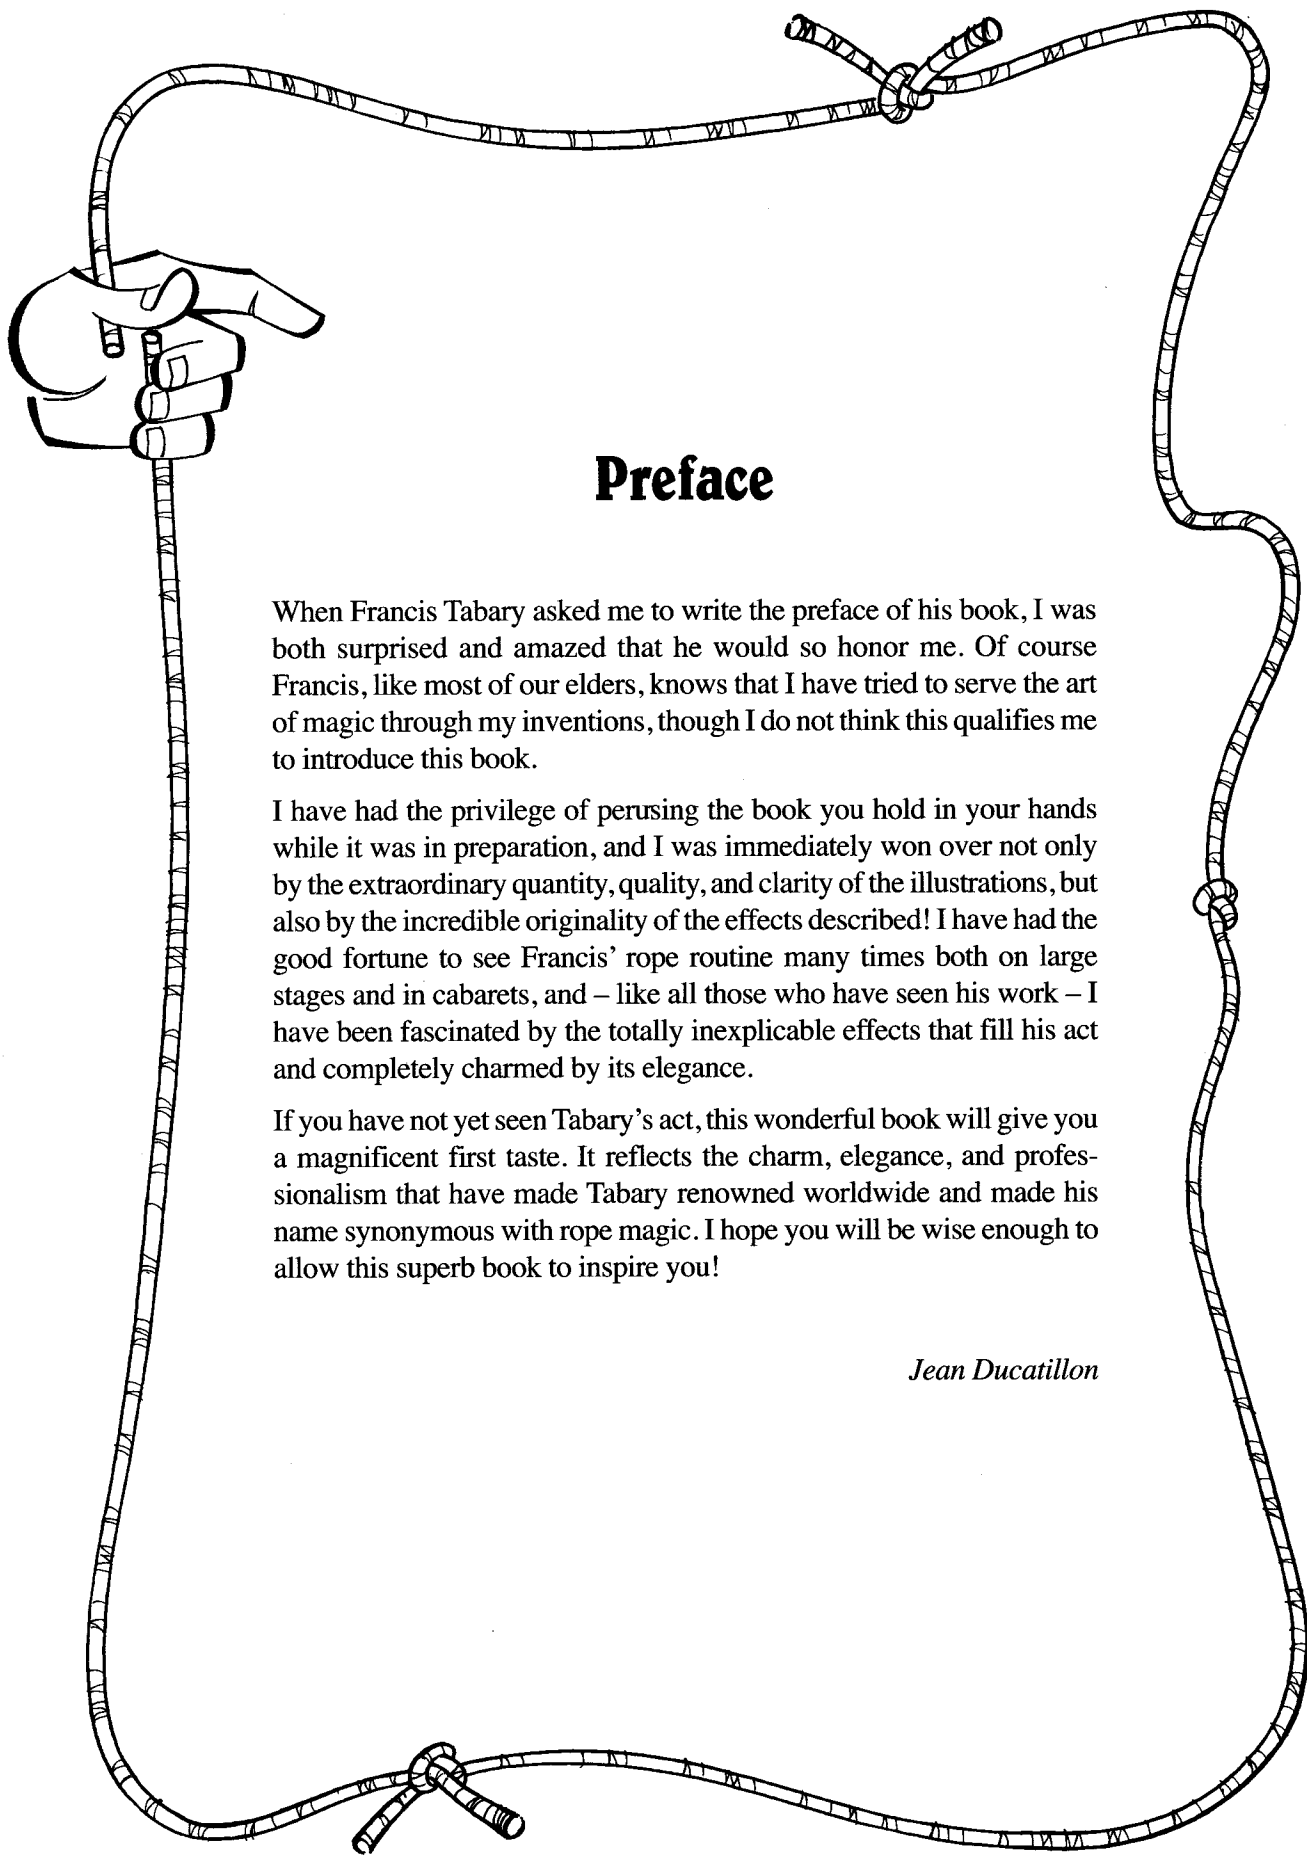 Preface
When Francis Tabary asked me to write the preface of his book, I was
both surprised and amazed that he would so honor me. Of course
Francis, like most of our elders, knows that I have tried to serve the art
of magic through my inventions, though I do not think this qualifies me
to introduce this book.
I have had the privilege of perusing the book you hold in your hands
while it was in preparation, and I was immediately won over not only
by the extraordinary quantity, quality, and clarity of the illustrations, but
also by the incredible originality of the effects described! I have had the
good fortune to see Francis’ rope routine many times both on large
stages and in cabarets, and – like all those who have seen his work – I
have been fascinated by the totally inexplicable effects that fill his act
and completely charmed by its elegance.
If you have not yet seen Tabary’s act, this wonderful book will give you
a magnificent first taste. It reflects the charm, elegance, and profes-
sionalism that have made Tabary renowned worldwide and made his
name synonymous with rope magic. I hope you will be wise enough to
allow this superb book to inspire you!
Jean Ducatillon